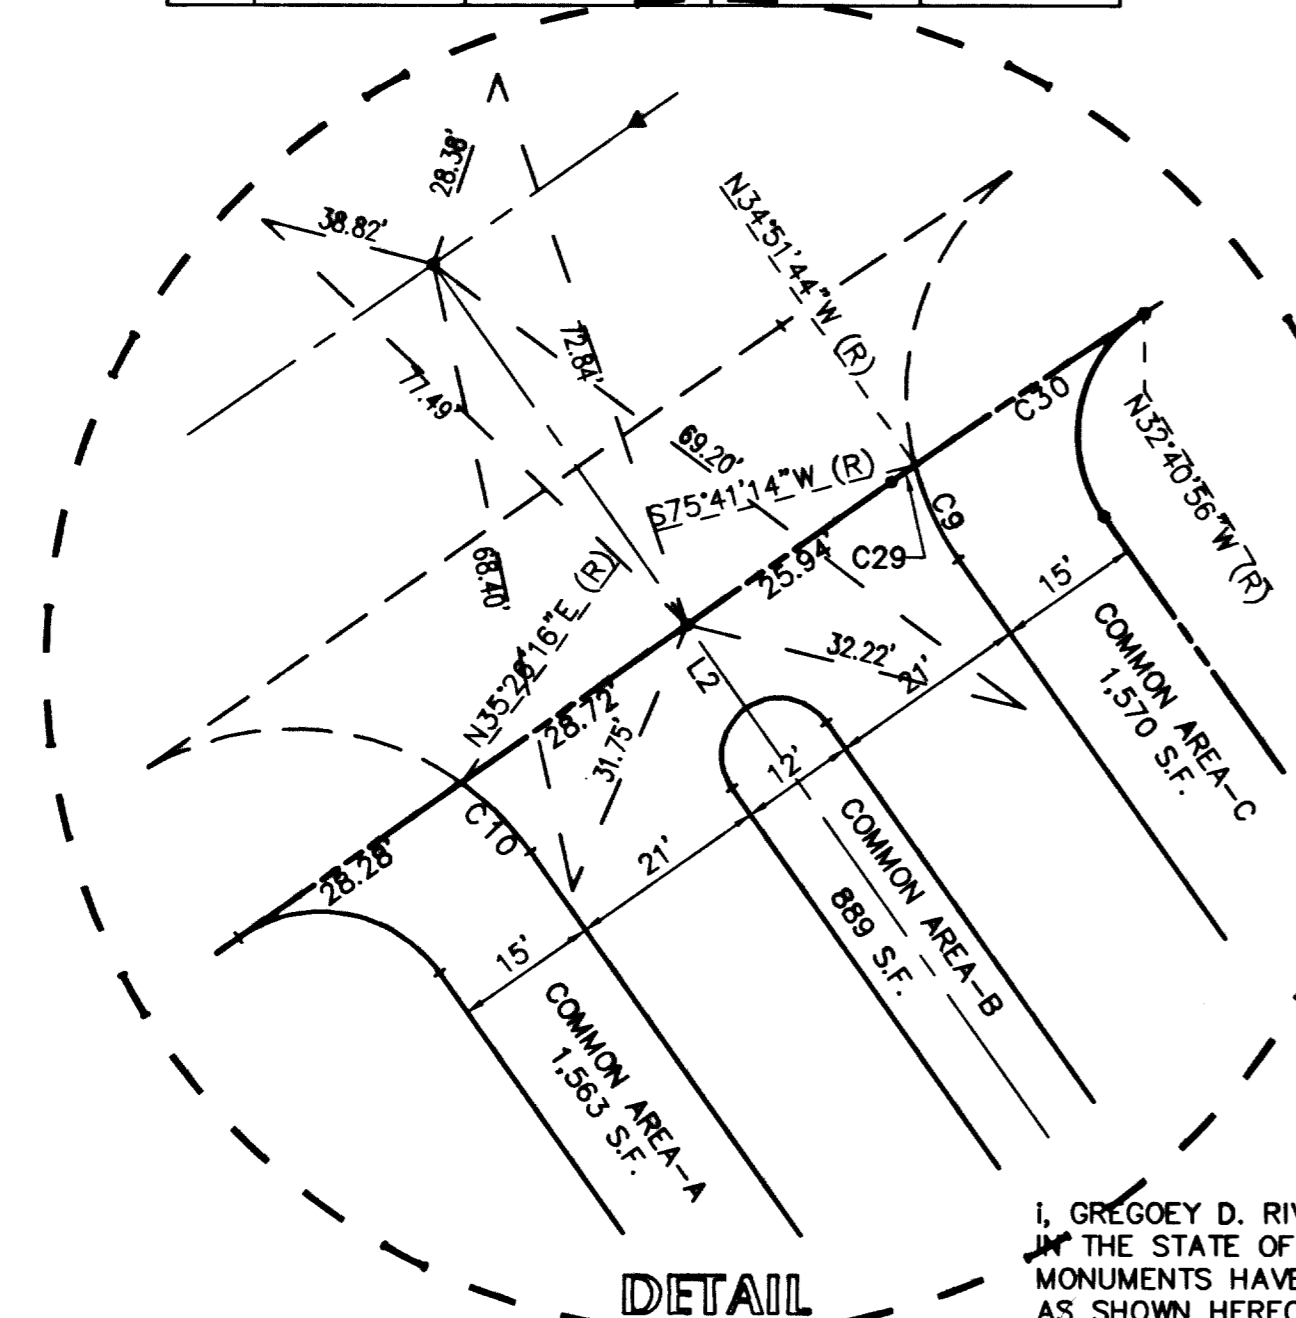 28.38'
38.82'
N34°51'44"W (R)
72.84'
77.49'
69.20'
C30
S75°41'14"W (R)
N32°40'56"W (R)
C9
C29
25.94'
68.40'
N35°28'16"E (R)
15'
32.22'
21'
L2
28.72'
31.75'
12'
COMMON AREA-C
1,570 S.F.
C10
21'
28.28'
COMMON AREA-B
889 S.F.
15'
COMMON AREA-A
1,563 S.F.
i, GREGOEY D. RIV
IN THE STATE OF
MONUMENTS HAVE
AS SHOWN HEREO
DETAIL